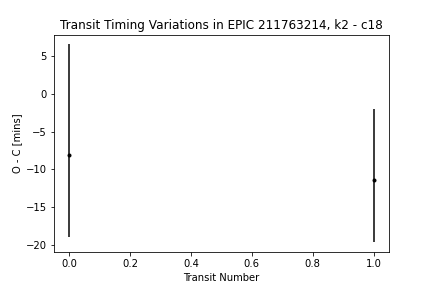 Transit Timing Variations in EPIC 211763214, k2 - c18
O - C [mins]
5
0
−5
−10
−15
−20
0.0 0.2 0.4 0.6 0.8 1.0
Transit Number